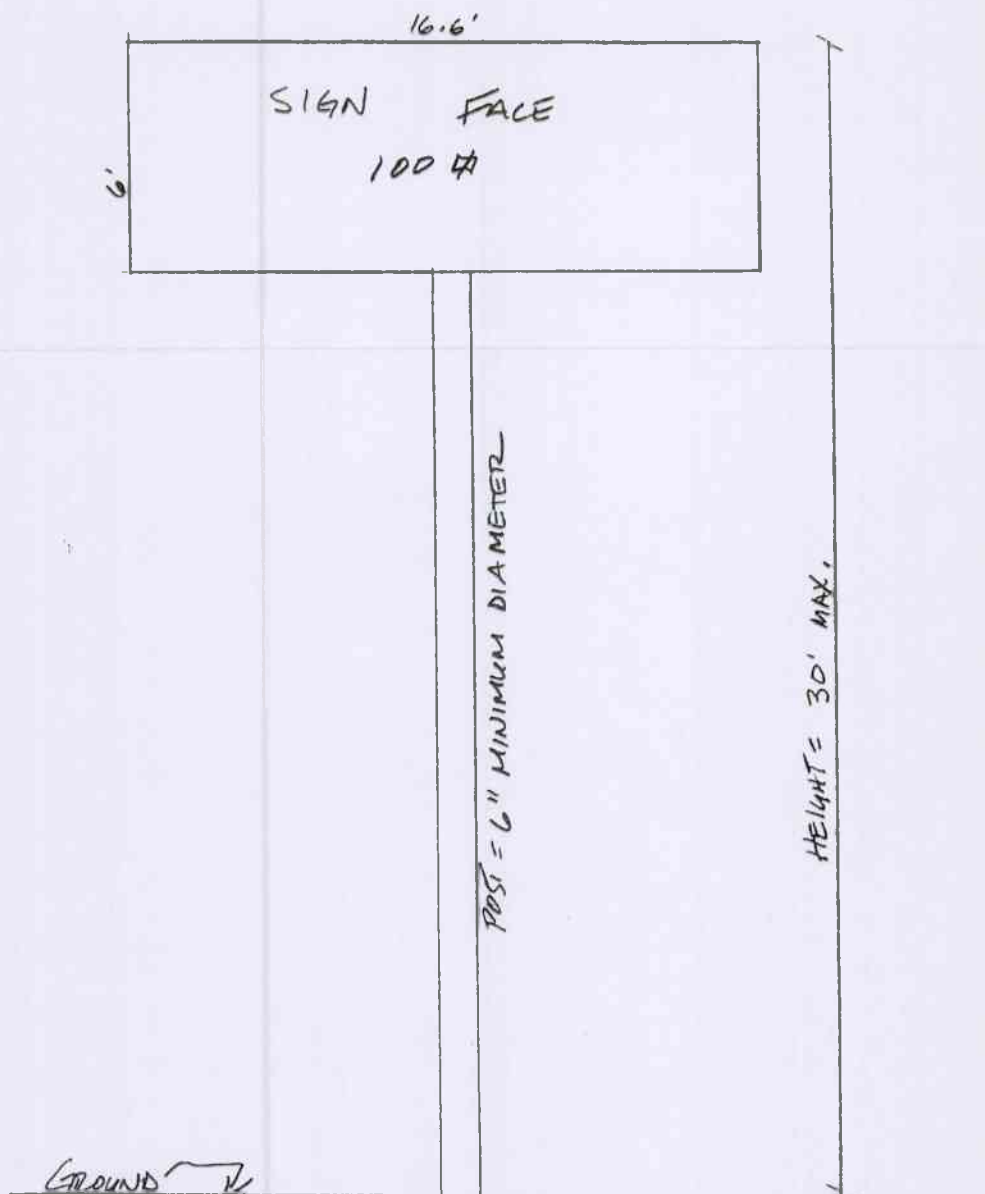 16.6'
SIGN FACE
100 ⏍
6'
POST = 6" MINIMUM DIAMETER
HEIGHT = 30' MAX.
GROUND